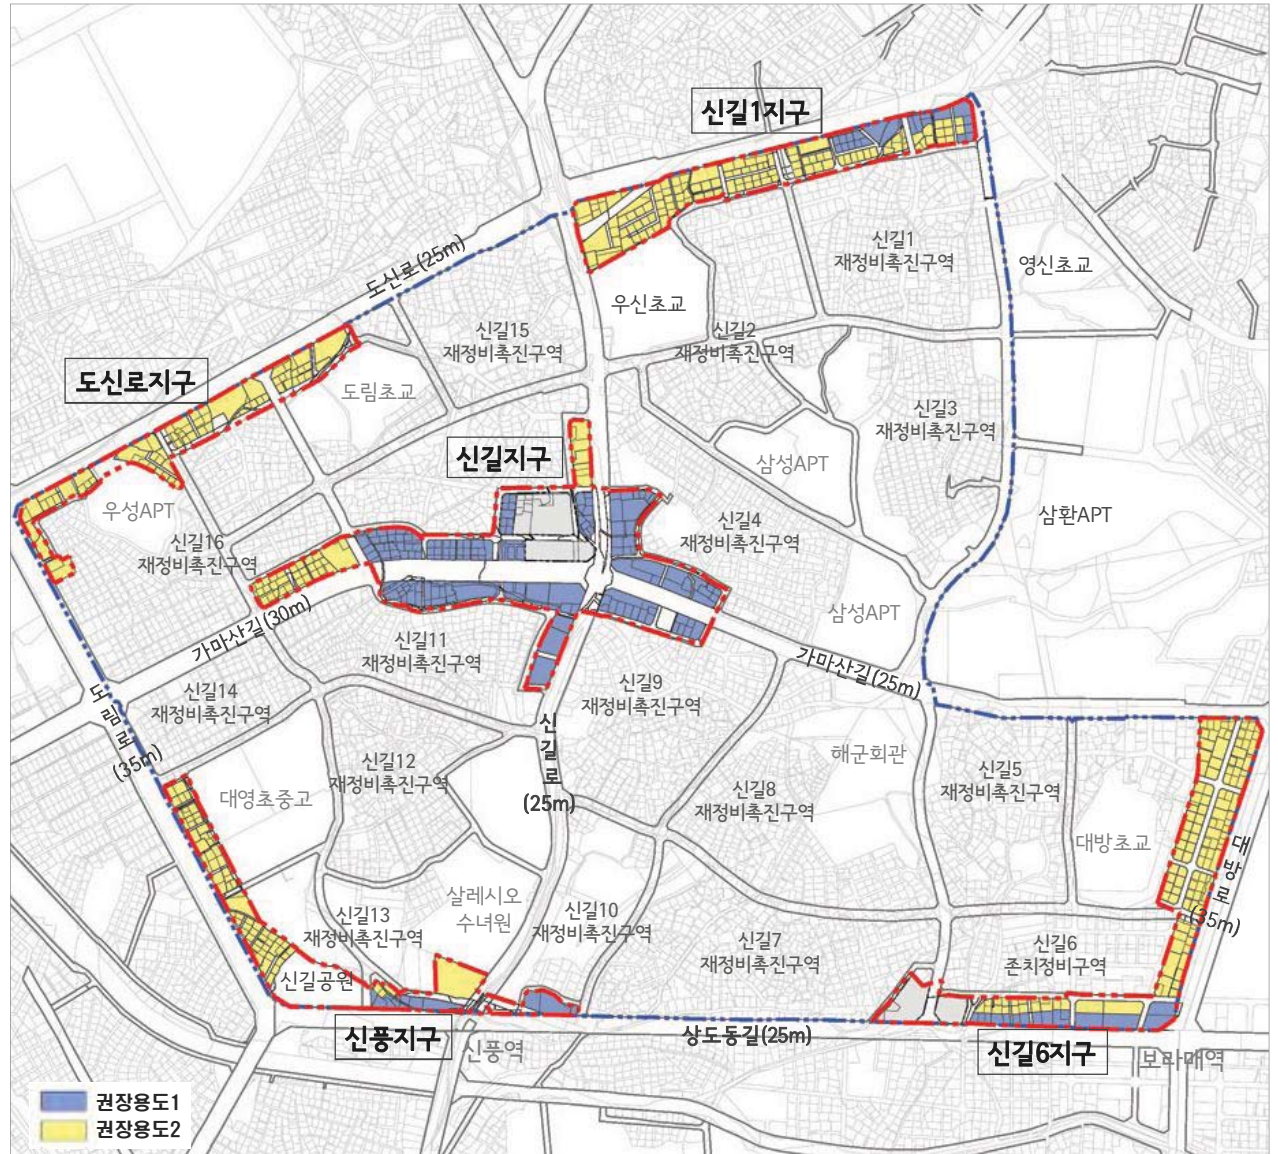 신길1지구
신길1
재정비촉진구역
영신초교
도신로(25m)
우신초교
신길15
재정비촉진구역
신길2
재정비촉진구역
도신로지구
도림초교
신길3
재정비촉진구역
신길지구
삼성APT
우성APT
삼환APT
신길4
재정비촉진구역
신길16
재정비촉진구역
삼성APT
가마산길(30m)
신길11
재정비촉진구역
가마산길(25m)
신길14
재정비촉진구역
신길9
재정비촉진구역
도림로
(35m)
신길로
(25m)
해군회관
신길12
재정비촉진구역
신길5
재정비촉진구역
대영초중고
신길8
재정비촉진구역
대방초교
대방로
(35m)
살레시오
수녀원
신길13
재정비촉진구역
신길10
재정비촉진구역
신길7
재정비촉진구역
신길6
존치정비구역
신길공원
신풍지구
신풍역
상도동길(25m)
신길6지구
보라매역
권장용도1
권장용도2